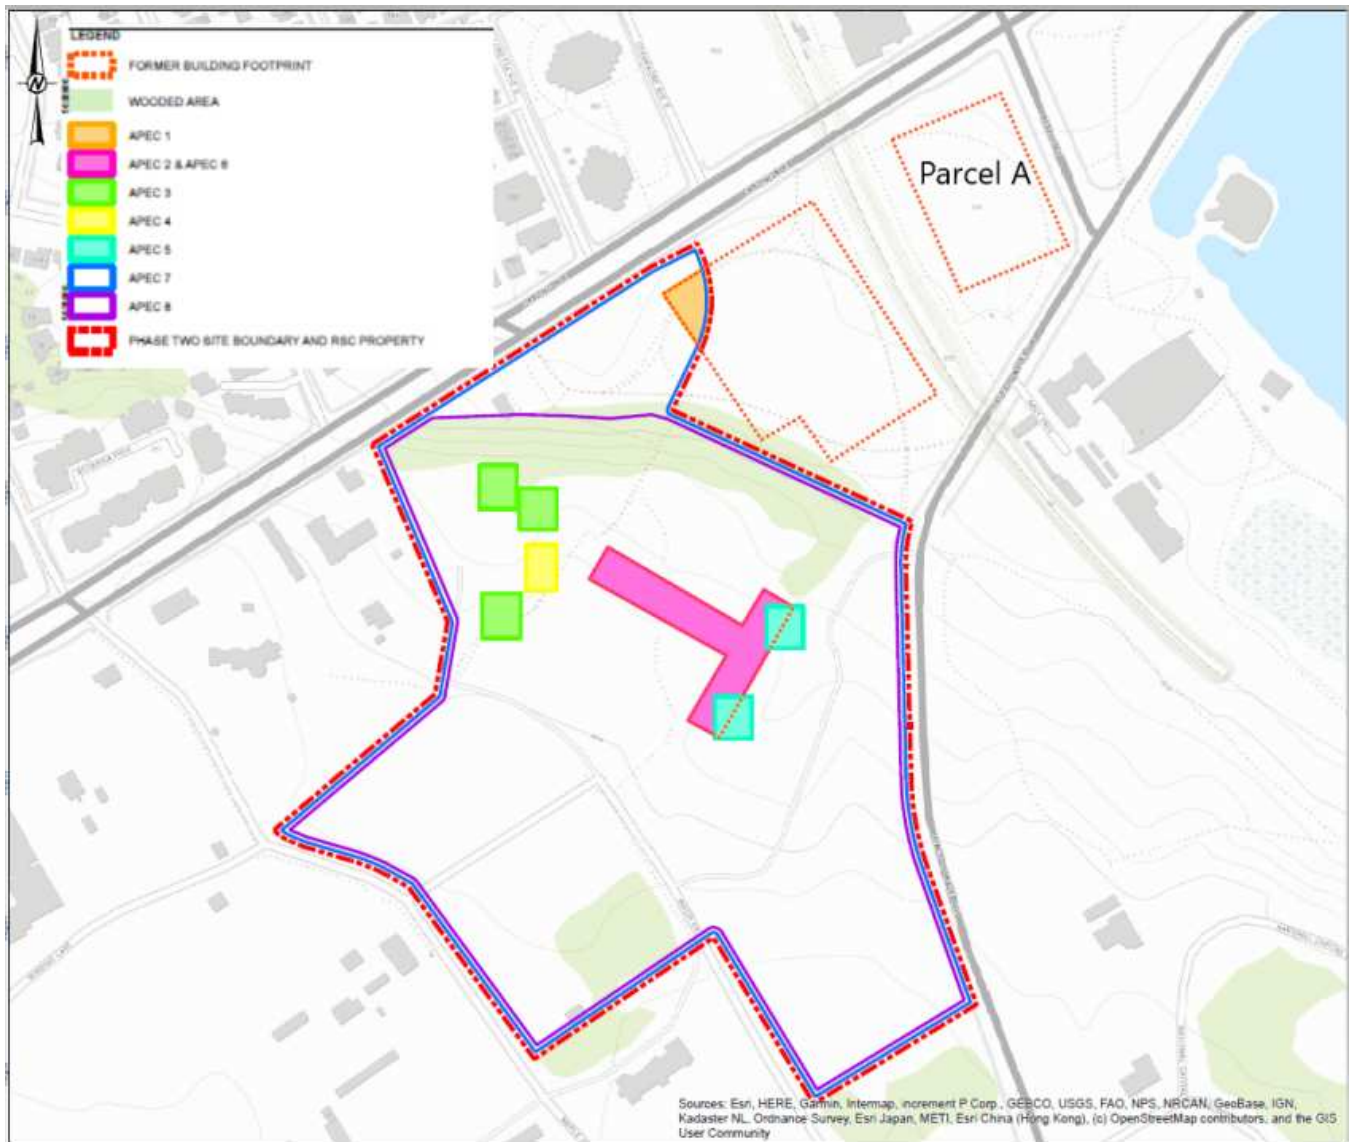 LEGEND
FORMER BUILDING FOOTPRINT
WOODED AREA
APEC 1
APEC 2 & APEC 6
APEC 3
APEC 4
APEC 5
APEC 7
APEC 8
PHASE TWO SITE BOUNDARY AND RSC PROPERTY
N
Parcel A
Sources: Esri, HERE, Garmin, Intermap, increment P Corp., GEBCO, USGS, FAO, NPS, NRCAN, GeoBase, IGN,
Kadaster NL, Ordnance Survey, Esri Japan, METI, Esri China (Hong Kong), (c) OpenStreetMap contributors, and the GIS
User Community